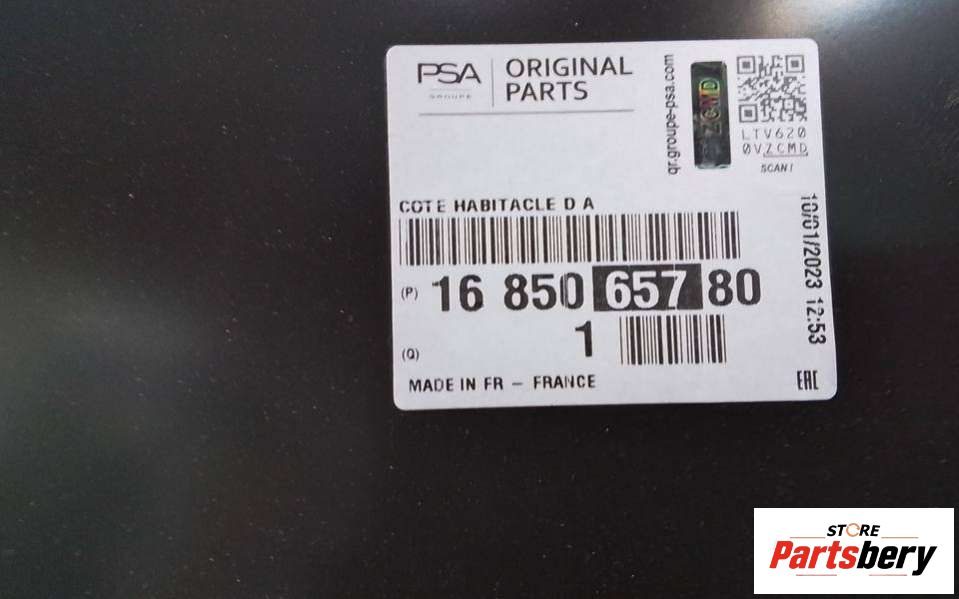 PSA
GROUPE
ORIGINAL
PARTS
qr.groupe-psa.com
ZCMD
LTV620
0VZCMD
SCAN!
COTE HABITACLE D A
(P) 16 850 657 80
(Q) 1
MADE IN FR - FRANCE
10/01/2023 12:53
EAC
STORE
Partsbery